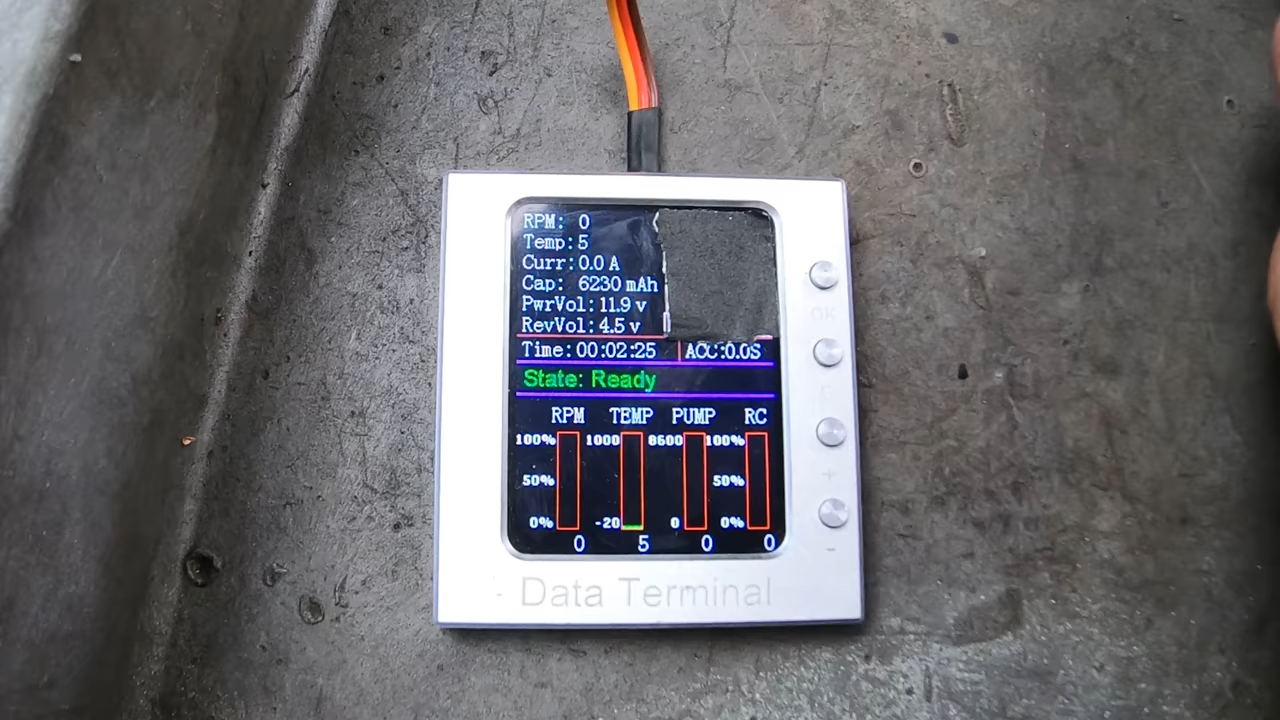 RPM: 0
Temp:5
Curr:0.0 A
Cap: 6230 mAh
PwrVol:11.9 v
RevVol:4.5 v
Time:00:02:25 ACC:0.0S
State: Ready
RPM TEMP PUMP RC
100% 1000 8600 100%
50% 50%
0% -20 0 0%
0 5 0 0
OK
C
+
-
Data Terminal